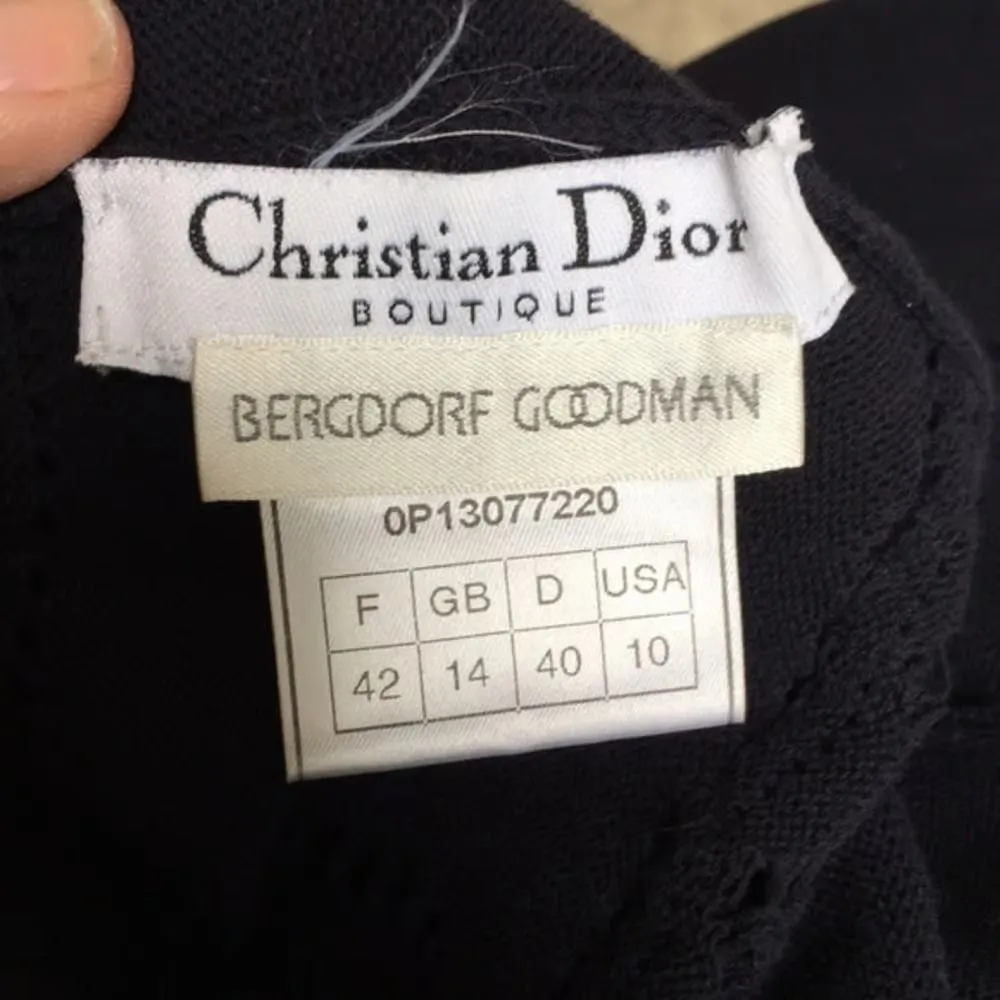 Christian Dior
BOUTIQUE
BERGDORF GOODMAN
0P13077220
F GB D USA
42 14 40 10